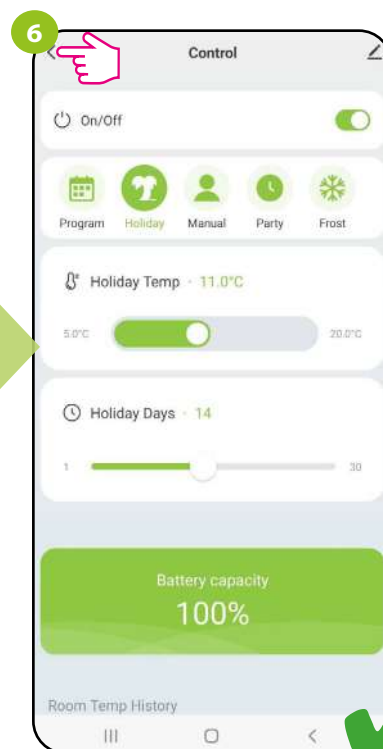 6
Control
On/Off
Program Holiday Manual Party Frost
Holiday Temp · 11.0°C
5.0°C 20.0°C
Holiday Days · 14
1 30
Battery capacity
100%
Room Temp History